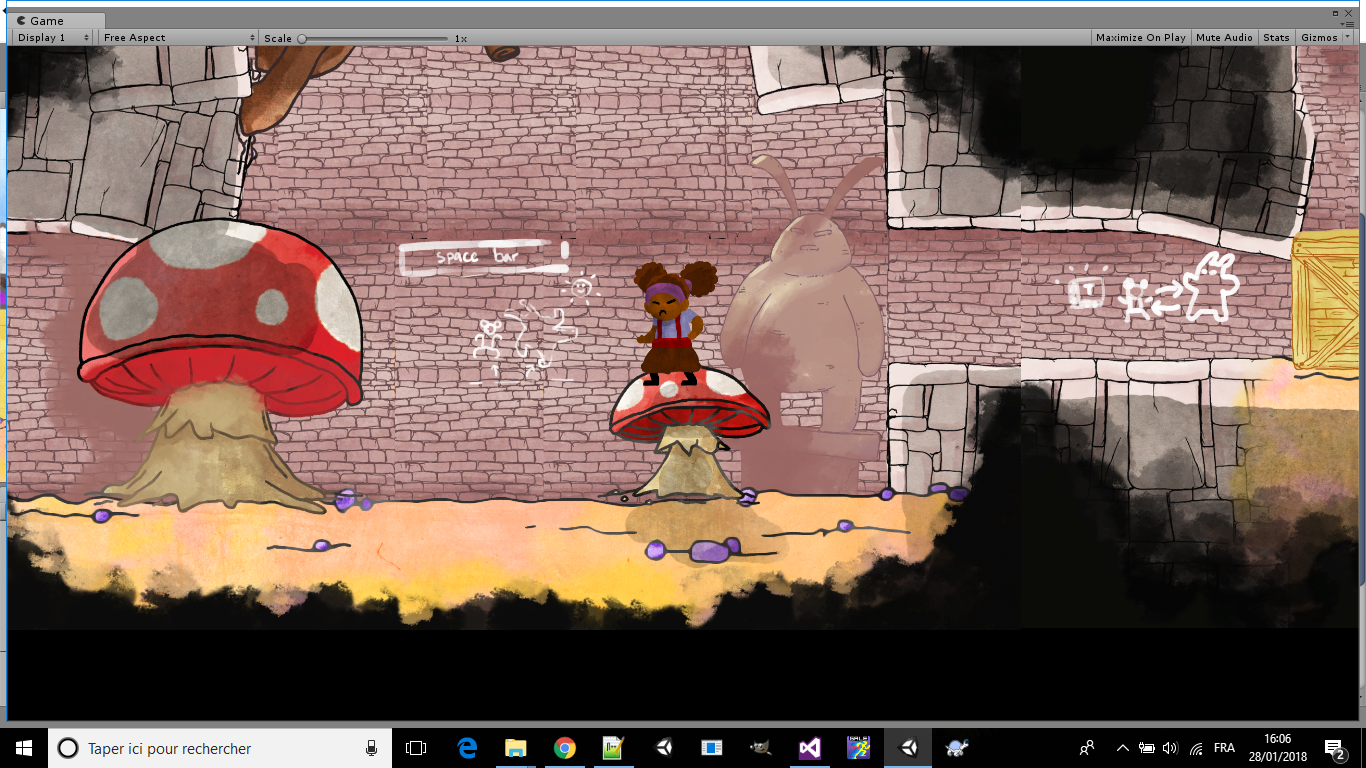 Game
Display 1
Free Aspect
Scale
1x
Maximize On Play
Mute Audio
Stats
Gizmos
space bar
T
Taper ici pour rechercher
FRA
16:06
28/01/2018
2